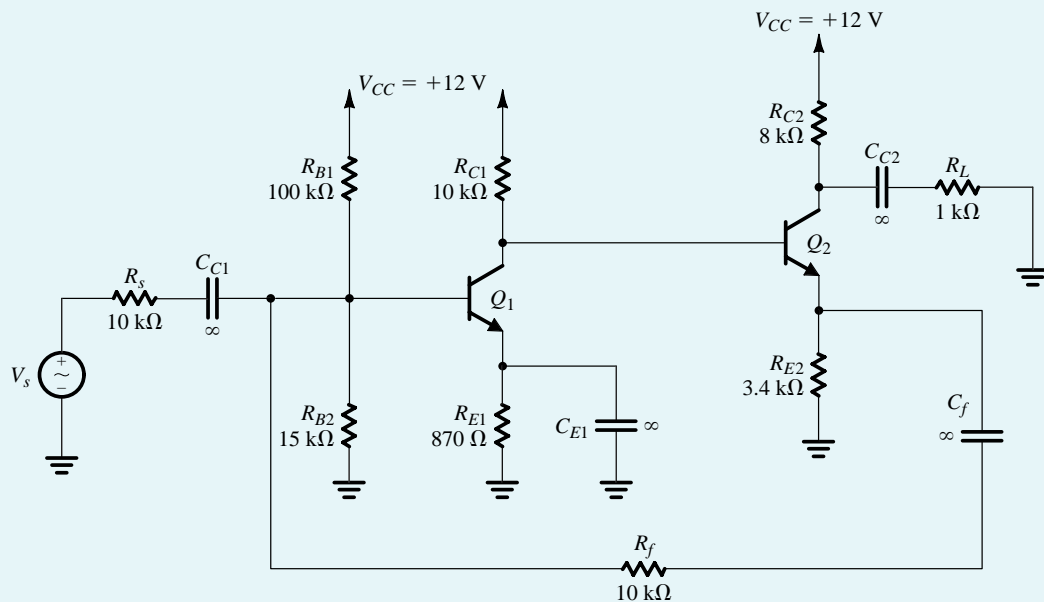 V_CC = +12 V
V_CC = +12 V
R_C2
8 kΩ
R_B1
100 kΩ
R_C1
10 kΩ
C_C2
∞
R_L
1 kΩ
Q_2
R_s
10 kΩ
C_C1
∞
Q_1
V_s
+
~
−
R_B2
15 kΩ
R_E1
870 Ω
C_E1
∞
R_E2
3.4 kΩ
C_f
∞
R_f
10 kΩ